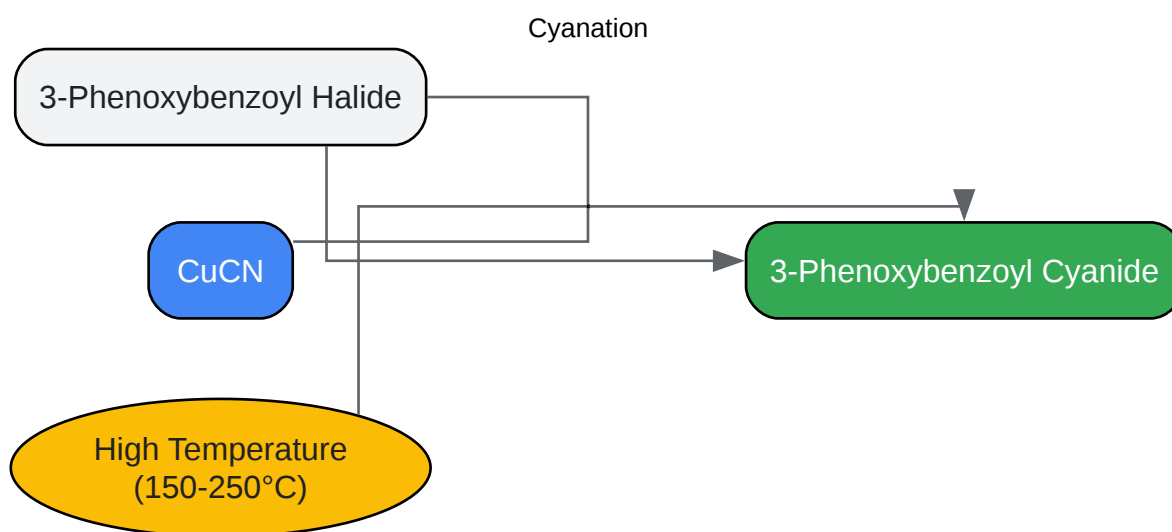 Cyanation
3-Phenoxybenzoyl Halide
CuCN
3-Phenoxybenzoyl Cyanide
High Temperature
(150-250°C)